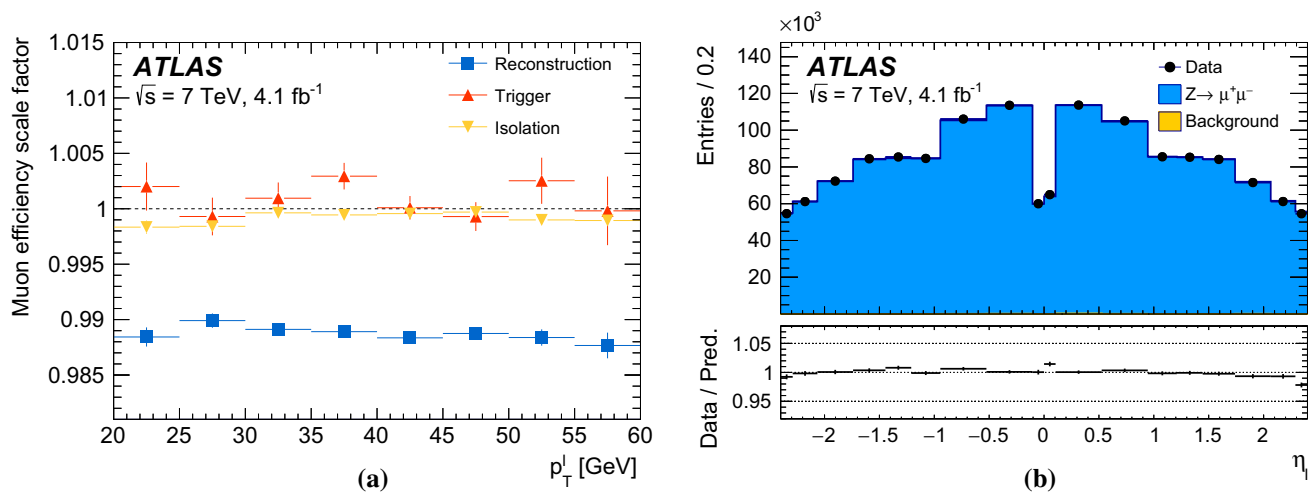 Muon efficiency scale factor
1.015
1.01
1.005
1
0.995
0.99
0.985
ATLAS
√s = 7 TeV, 4.1 fb⁻¹
Reconstruction
Trigger
Isolation
20 25 30 35 40 45 50 55 60
p_T^l [GeV]
(a)
×10³
Entries / 0.2
140
120
100
80
60
40
20
ATLAS
√s = 7 TeV, 4.1 fb⁻¹
Data
Z→ μ⁺μ⁻
Background
Data / Pred.
1.05
1
0.95
−2 −1.5 −1 −0.5 0 0.5 1 1.5 2
η_l
(b)